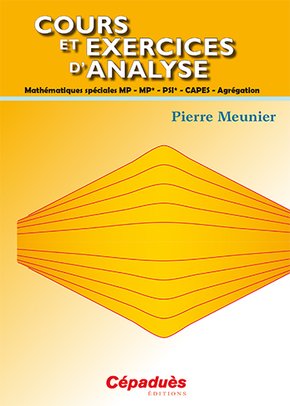 COURS
ET EXERCICES
D'ANALYSE
Mathématiques spéciales MP - MP* - PSI* - CAPES - Agrégation
Pierre Meunier
Cépaduès
ÉDITIONS